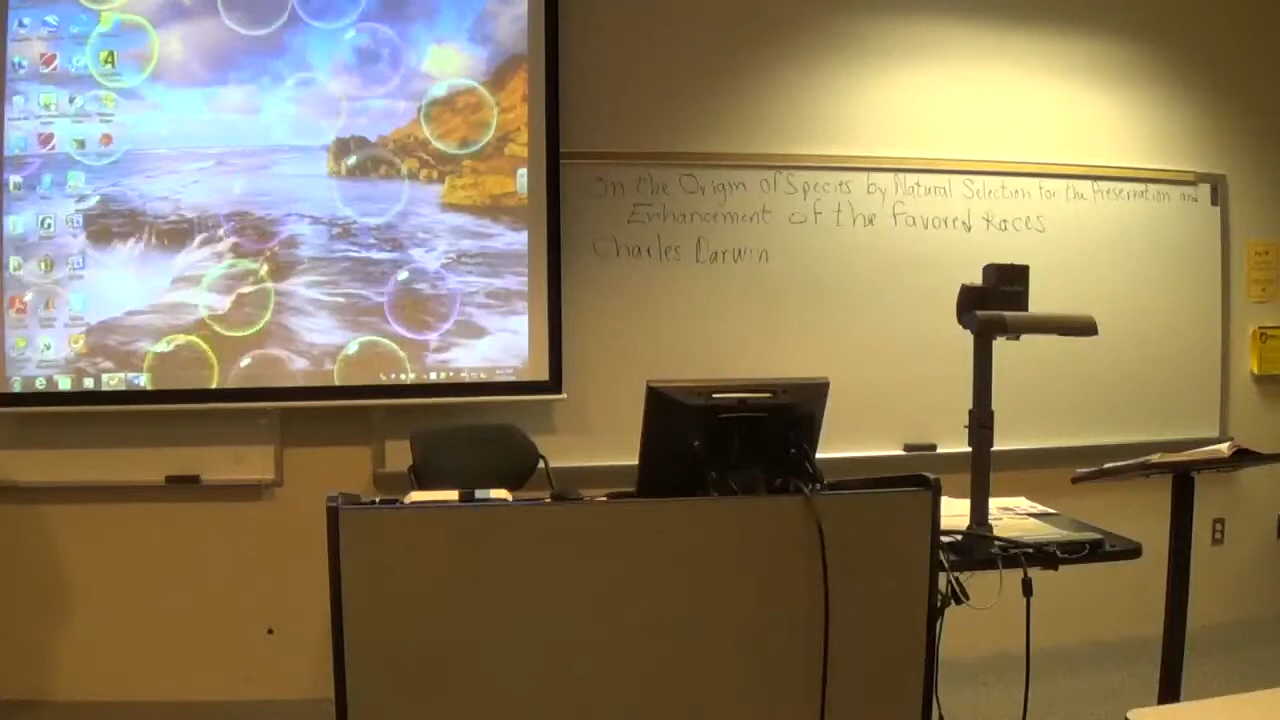 On the Origin of Species by Natural Selection for the Preservation and
Enhancement of the favored Races
Charles Darwin